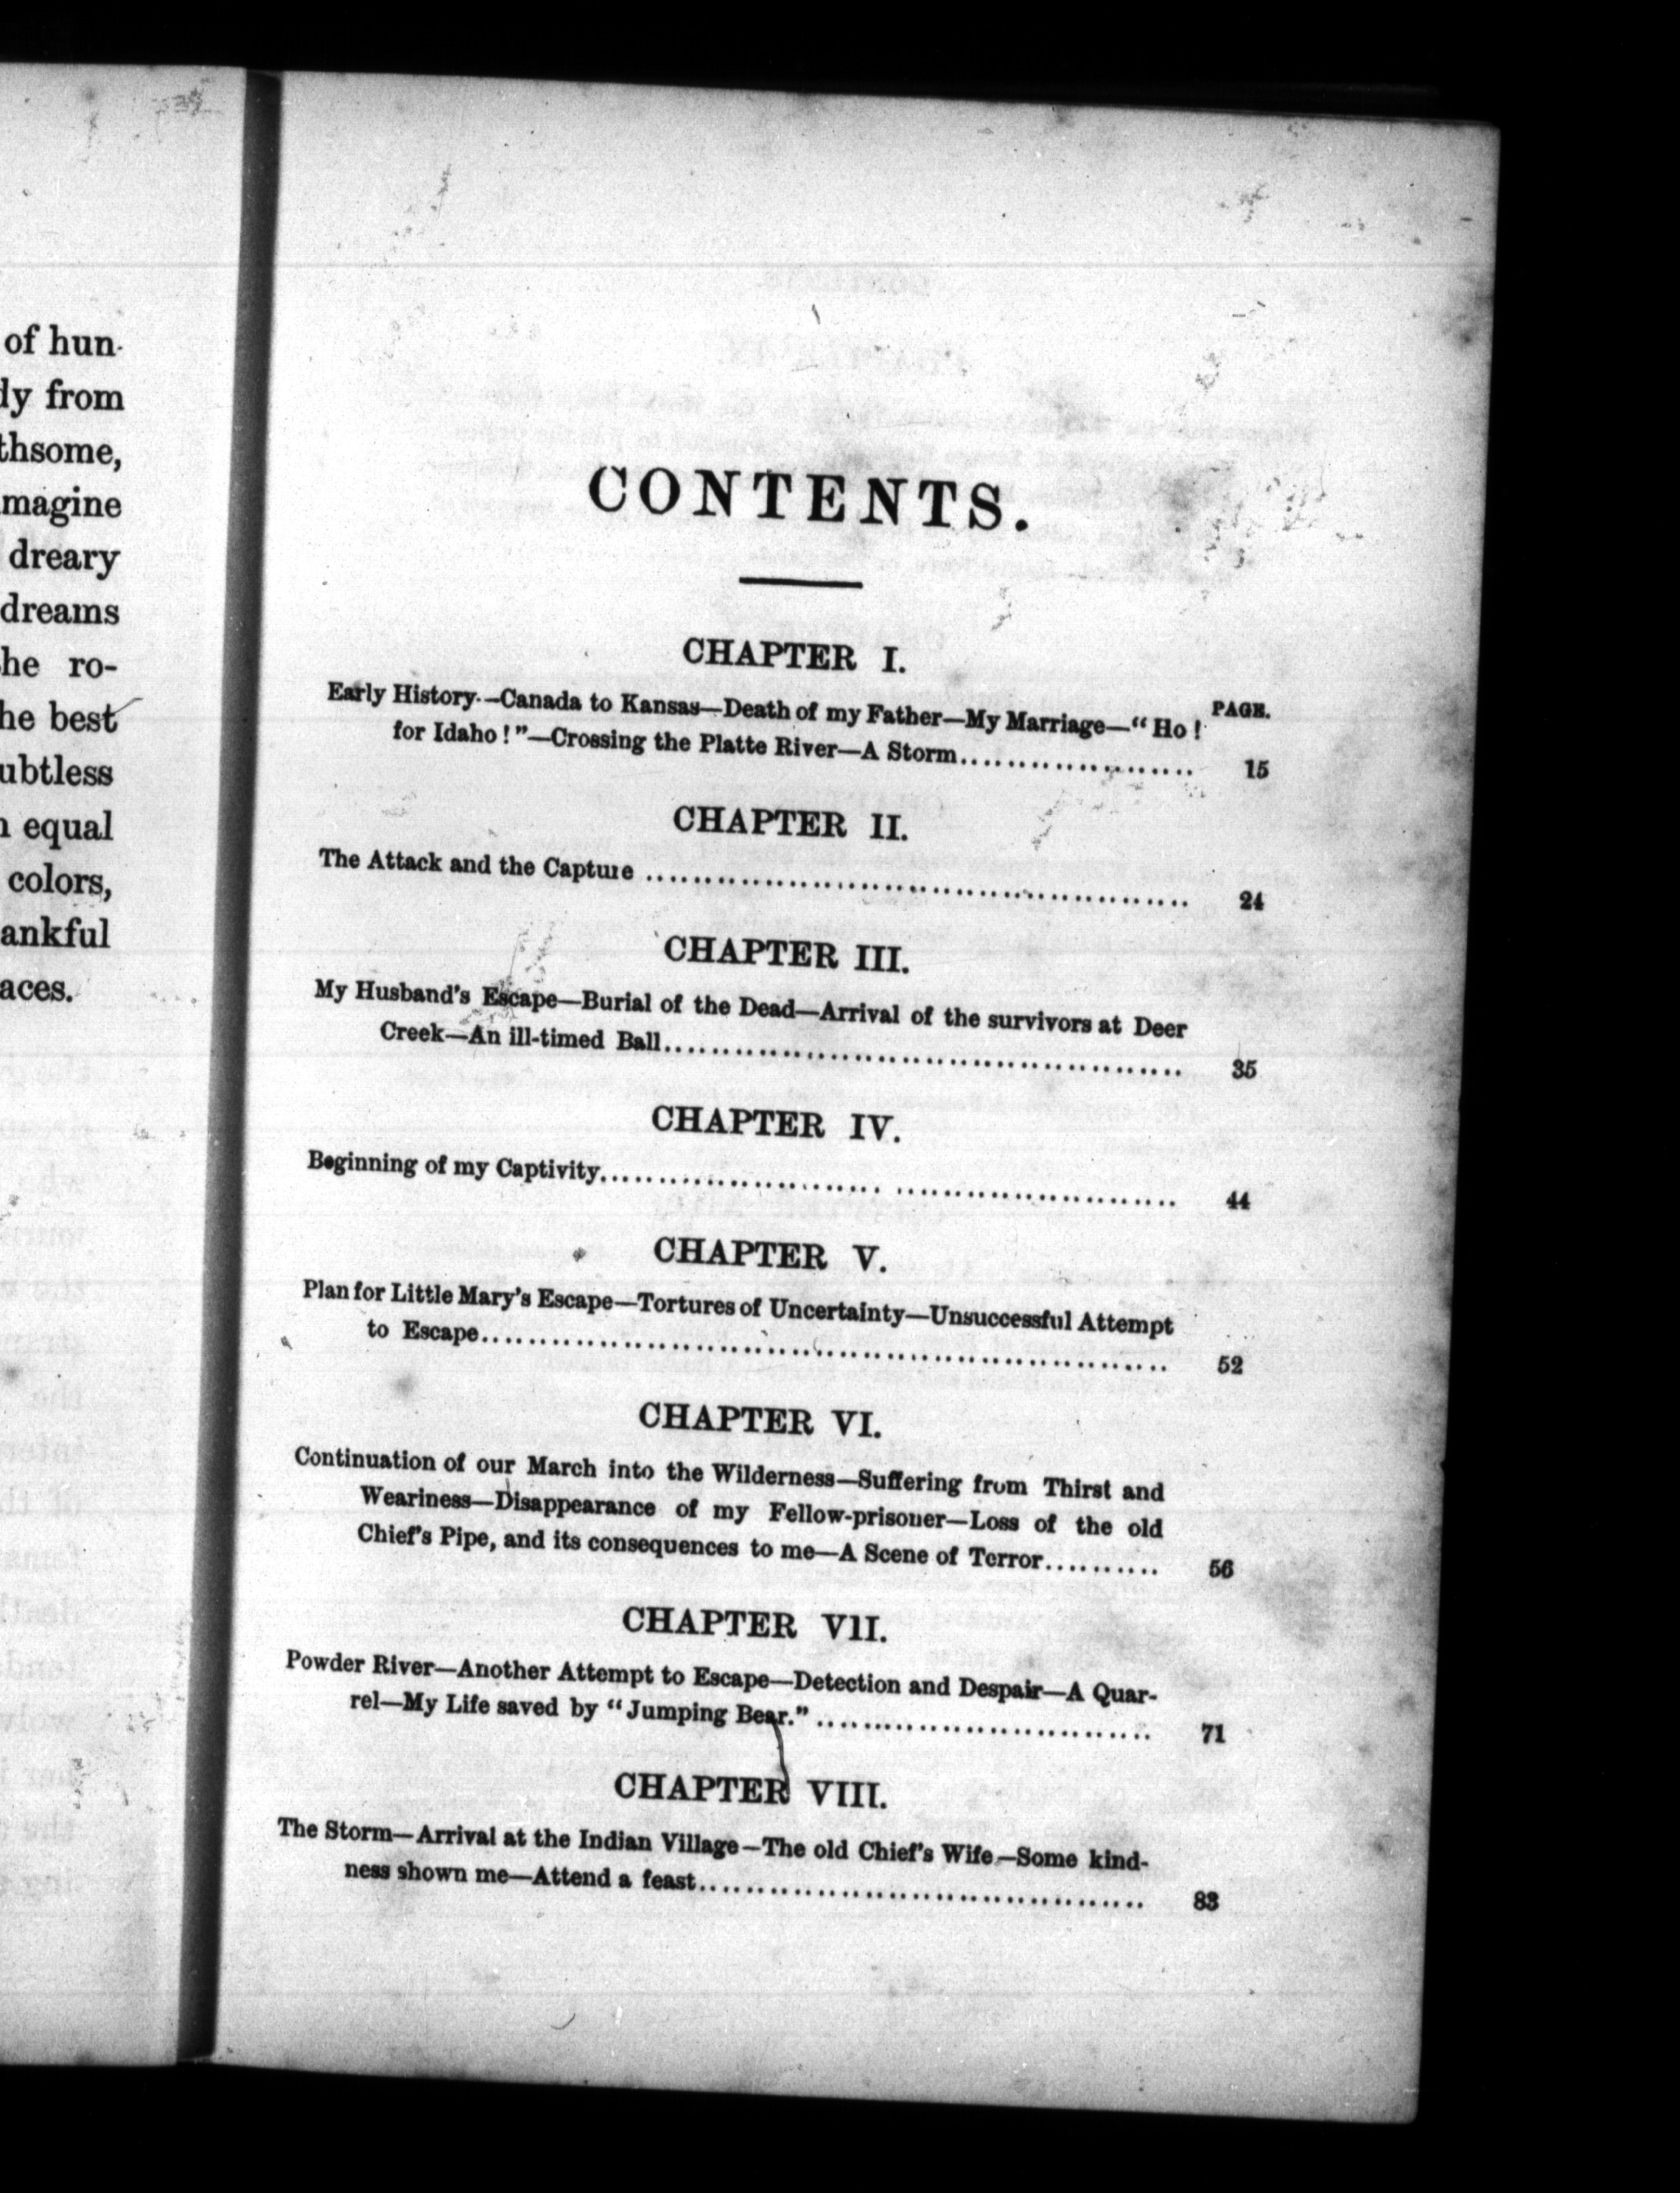 of hun-
dy from
thsome,
magine
dreary
dreams
he ro-
he best
ubtless
equal
colors,
ankful
aces.
CONTENTS.
CHAPTER I.
PAGE.
Early History—Canada to Kansas—Death of my Father—My Marriage—“Ho!
for Idaho!”—Crossing the Platte River—A Storm.................... 15
CHAPTER II.
The Attack and the Capture .............................................. 24
CHAPTER III.
My Husband's Escape—Burial of the Dead—Arrival of the survivors at Deer
Creek—An ill-timed Ball............................................ 35
CHAPTER IV.
Beginning of my Captivity........................ ........................ 44
CHAPTER V.
Plan for Little Mary's Escape—Tortures of Uncertainty—Unsuccessful Attempt
to Escape.......................................................... 52
CHAPTER VI.
Continuation of our March into the Wilderness—Suffering from Thirst and
Weariness—Disappearance of my Fellow-prisoner—Loss of the old
Chief's Pipe, and its consequences to me—A Scene of Terror.......... 56
CHAPTER VII.
Powder River—Another Attempt to Escape—Detection and Despair—A Quar-
rel—My Life saved by “Jumping Bear.” ............................. 71
CHAPTER VIII.
The Storm—Arrival at the Indian Village—The old Chief's Wife—Some kind-
ness shown me—Attend a feast...................................... 83